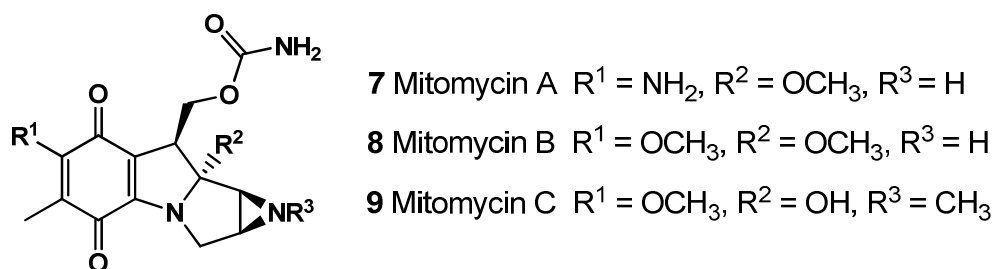 O
NH₂
O
O
R¹
R²
N
NR³
O
7 Mitomycin A R¹ = NH₂, R² = OCH₃, R³ = H
8 Mitomycin B R¹ = OCH₃, R² = OCH₃, R³ = H
9 Mitomycin C R¹ = OCH₃, R² = OH, R³ = CH₃